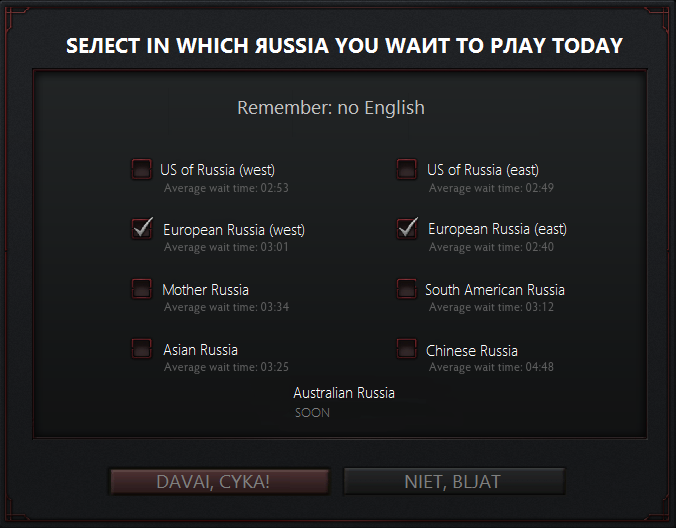 SEЛECT IN WHICH ЯUSSIA YOU WAИT TO PЛAY TODAY
Remember: no English
US of Russia (west)
Average wait time: 02:53
US of Russia (east)
Average wait time: 02:49
European Russia (west)
Average wait time: 03:01
European Russia (east)
Average wait time: 02:40
Mother Russia
Average wait time: 03:34
South American Russia
Average wait time: 03:12
Asian Russia
Average wait time: 03:25
Chinese Russia
Average wait time: 04:48
Australian Russia
SOON
DAVAI, CYKA!
NIET, BLJAT